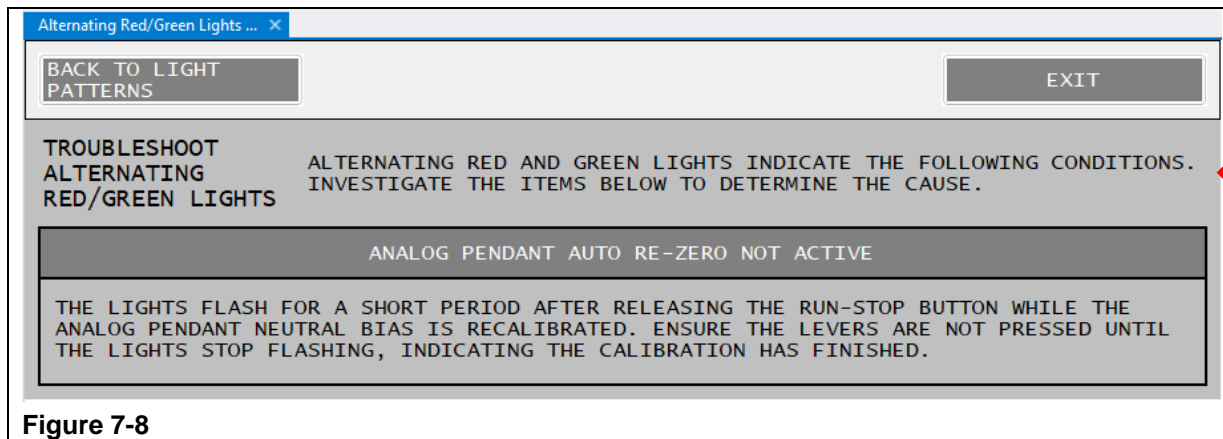 Alternating Red/Green Lights ... ×
BACK TO LIGHT
PATTERNS
EXIT
TROUBLESHOOT
ALTERNATING
RED/GREEN LIGHTS
ALTERNATING RED AND GREEN LIGHTS INDICATE THE FOLLOWING CONDITIONS.
INVESTIGATE THE ITEMS BELOW TO DETERMINE THE CAUSE.
ANALOG PENDANT AUTO RE-ZERO NOT ACTIVE
THE LIGHTS FLASH FOR A SHORT PERIOD AFTER RELEASING THE RUN-STOP BUTTON WHILE THE
ANALOG PENDANT NEUTRAL BIAS IS RECALIBRATED. ENSURE THE LEVERS ARE NOT PRESSED UNTIL
THE LIGHTS STOP FLASHING, INDICATING THE CALIBRATION HAS FINISHED.
Figure 7-8